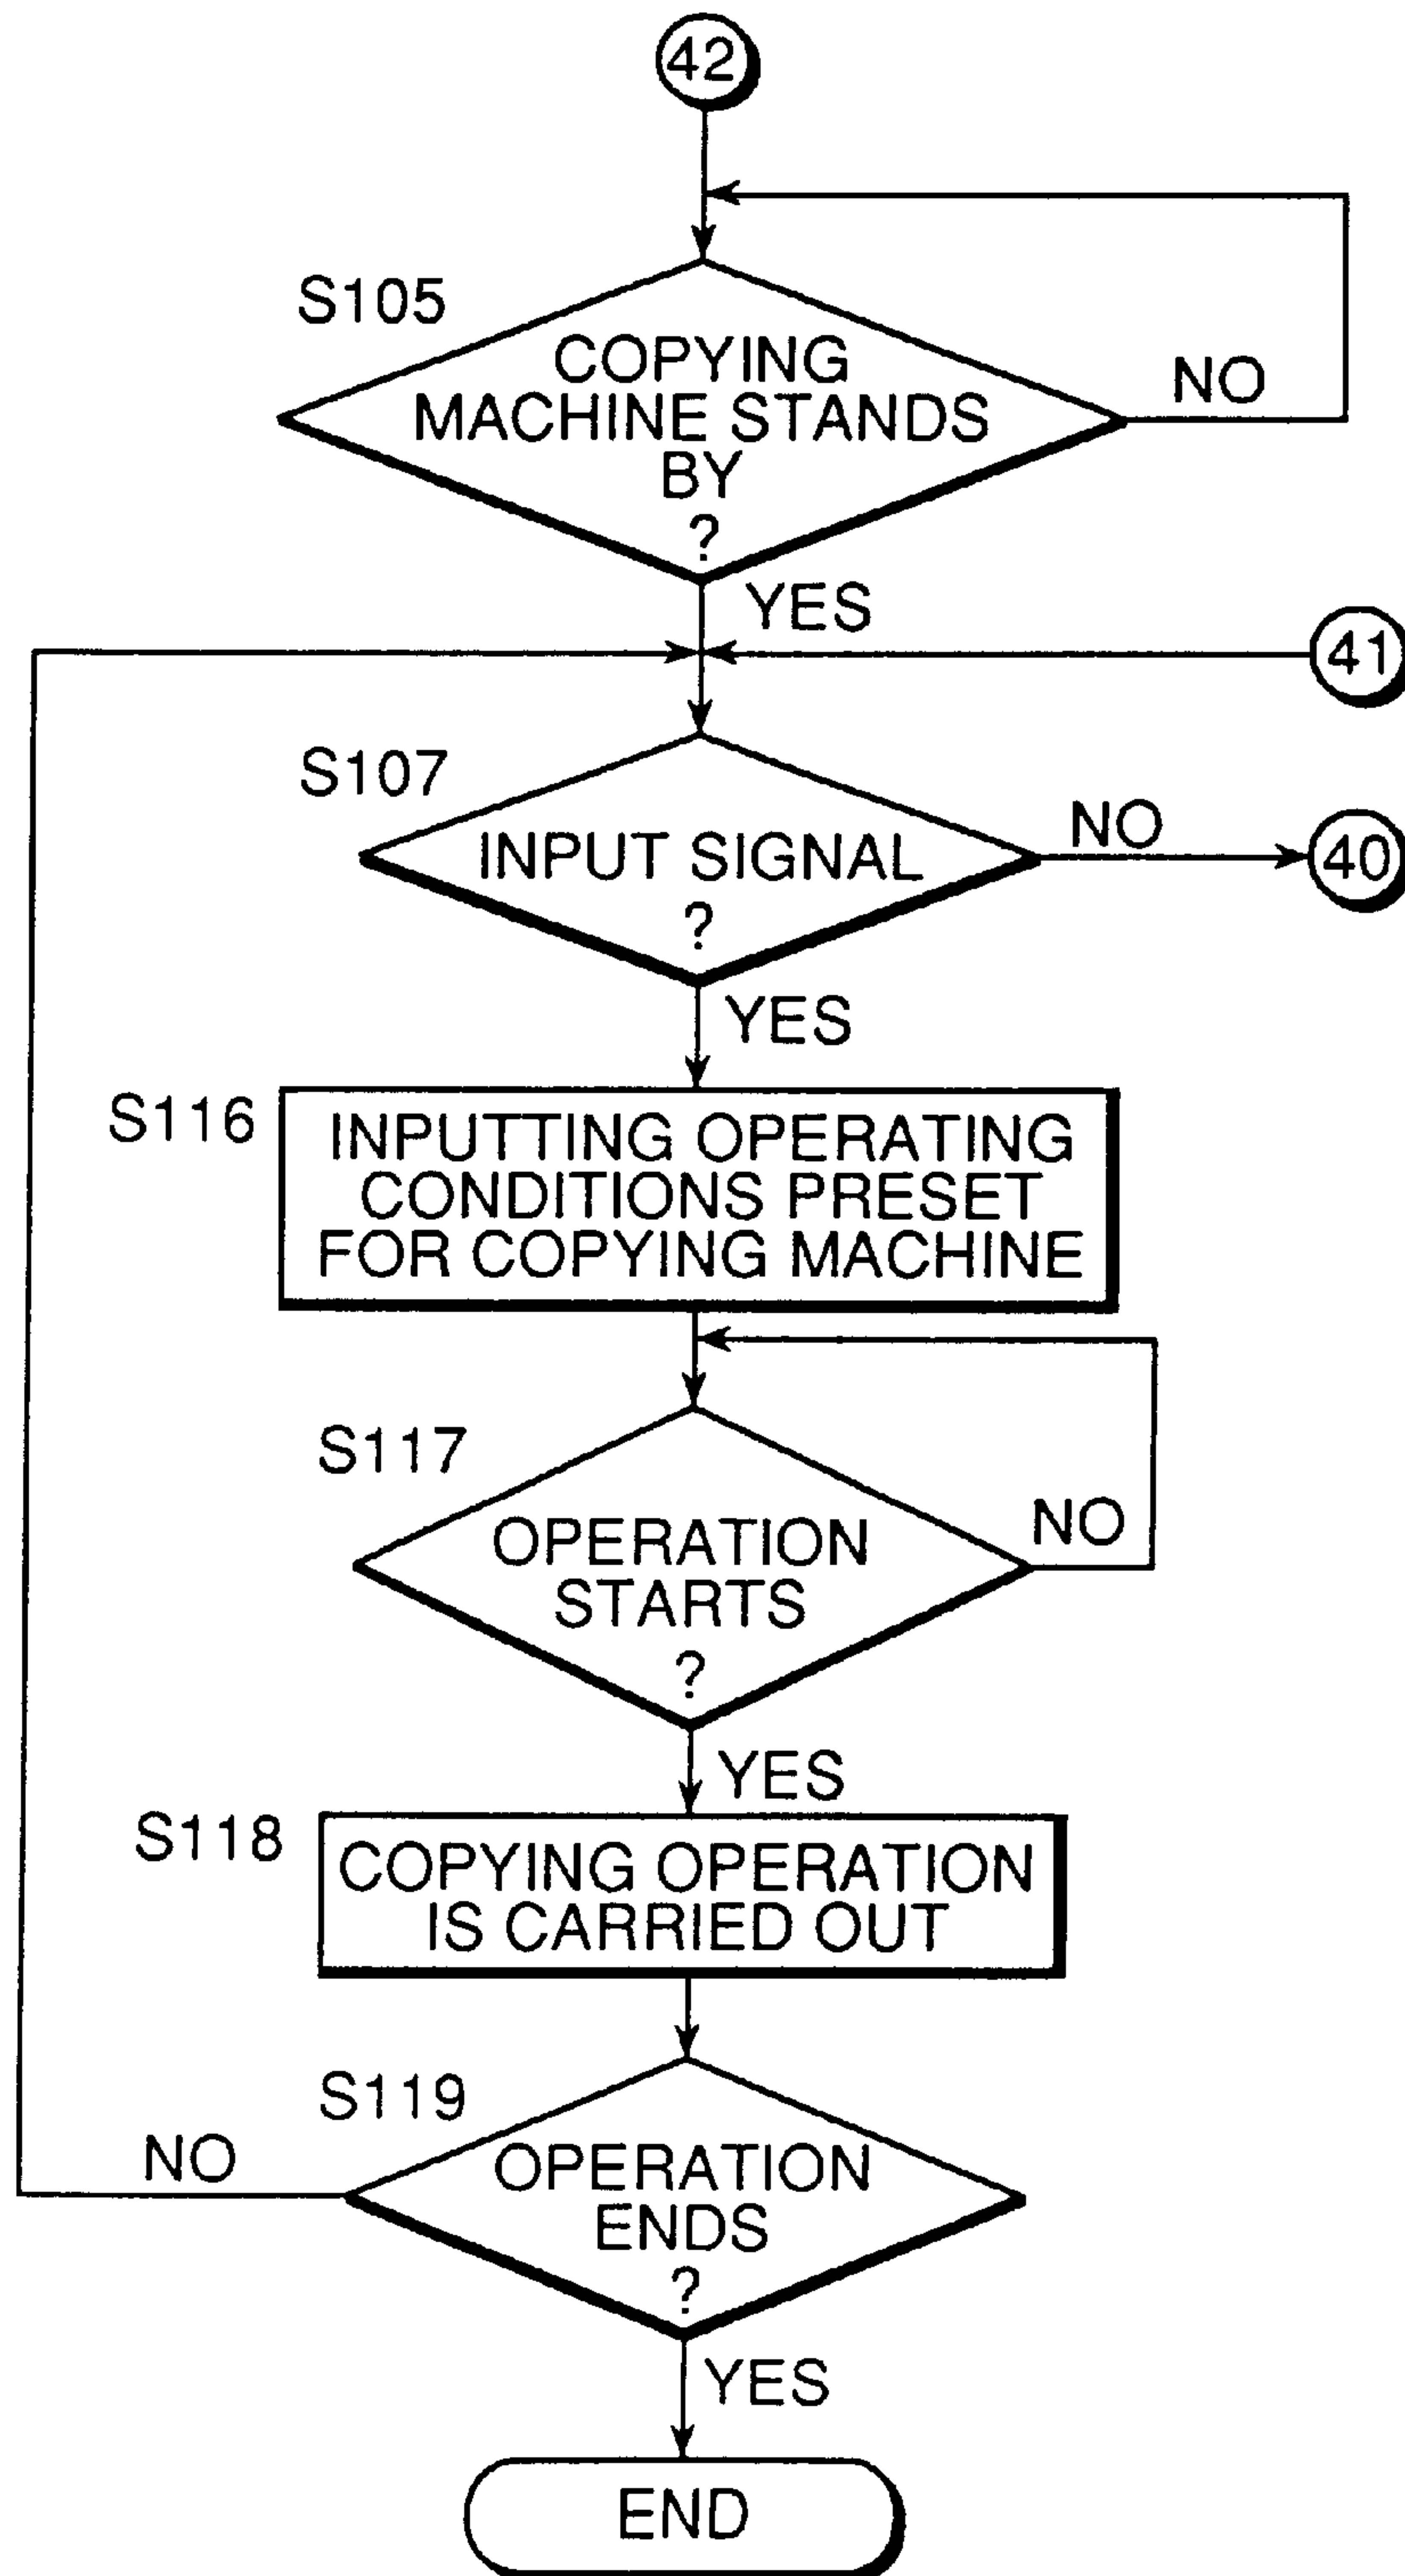 42
S105
COPYING
MACHINE STANDS
BY
?
NO
YES
41
S107
INPUT SIGNAL
?
NO
40
YES
S116
INPUTTING OPERATING
CONDITIONS PRESET
FOR COPYING MACHINE
S117
OPERATION
STARTS
?
NO
YES
S118
COPYING OPERATION
IS CARRIED OUT
S119
NO
OPERATION
ENDS
?
YES
END